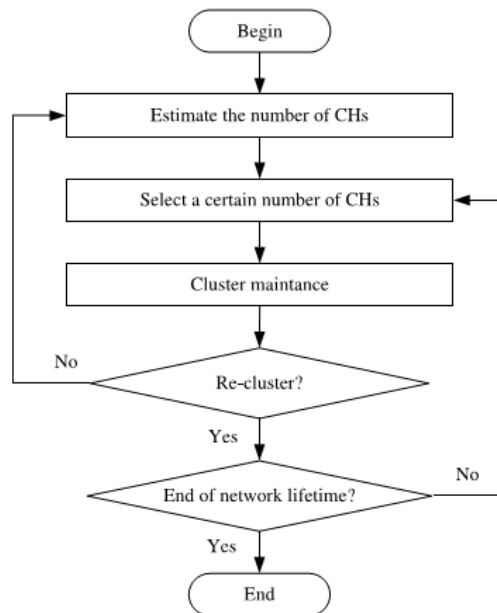 Begin
Estimate the number of CHs
Select a certain number of CHs
Cluster maintance
No
Re-cluster?
Yes
No
End of network lifetime?
Yes
End